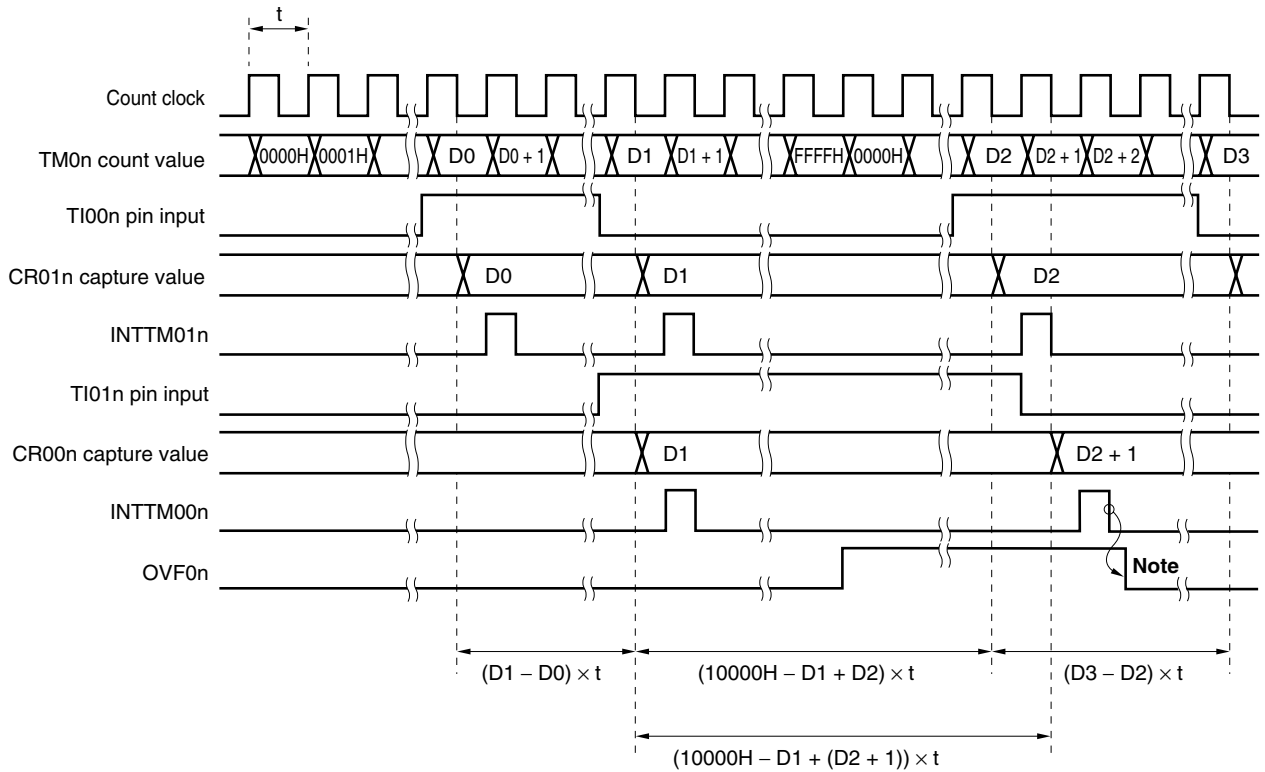 t
Count clock
TM0n count value 0000H 0001H D0 D0 + 1 D1 D1 + 1 FFFFH 0000H D2 D2 + 1 D2 + 2 D3
TI00n pin input
CR01n capture value D0 D1 D2
INTTM01n
TI01n pin input
CR00n capture value D1 D2 + 1
INTTM00n
OVF0n Note
(D1 − D0) × t (10000H − D1 + D2) × t (D3 − D2) × t
(10000H − D1 + (D2 + 1)) × t